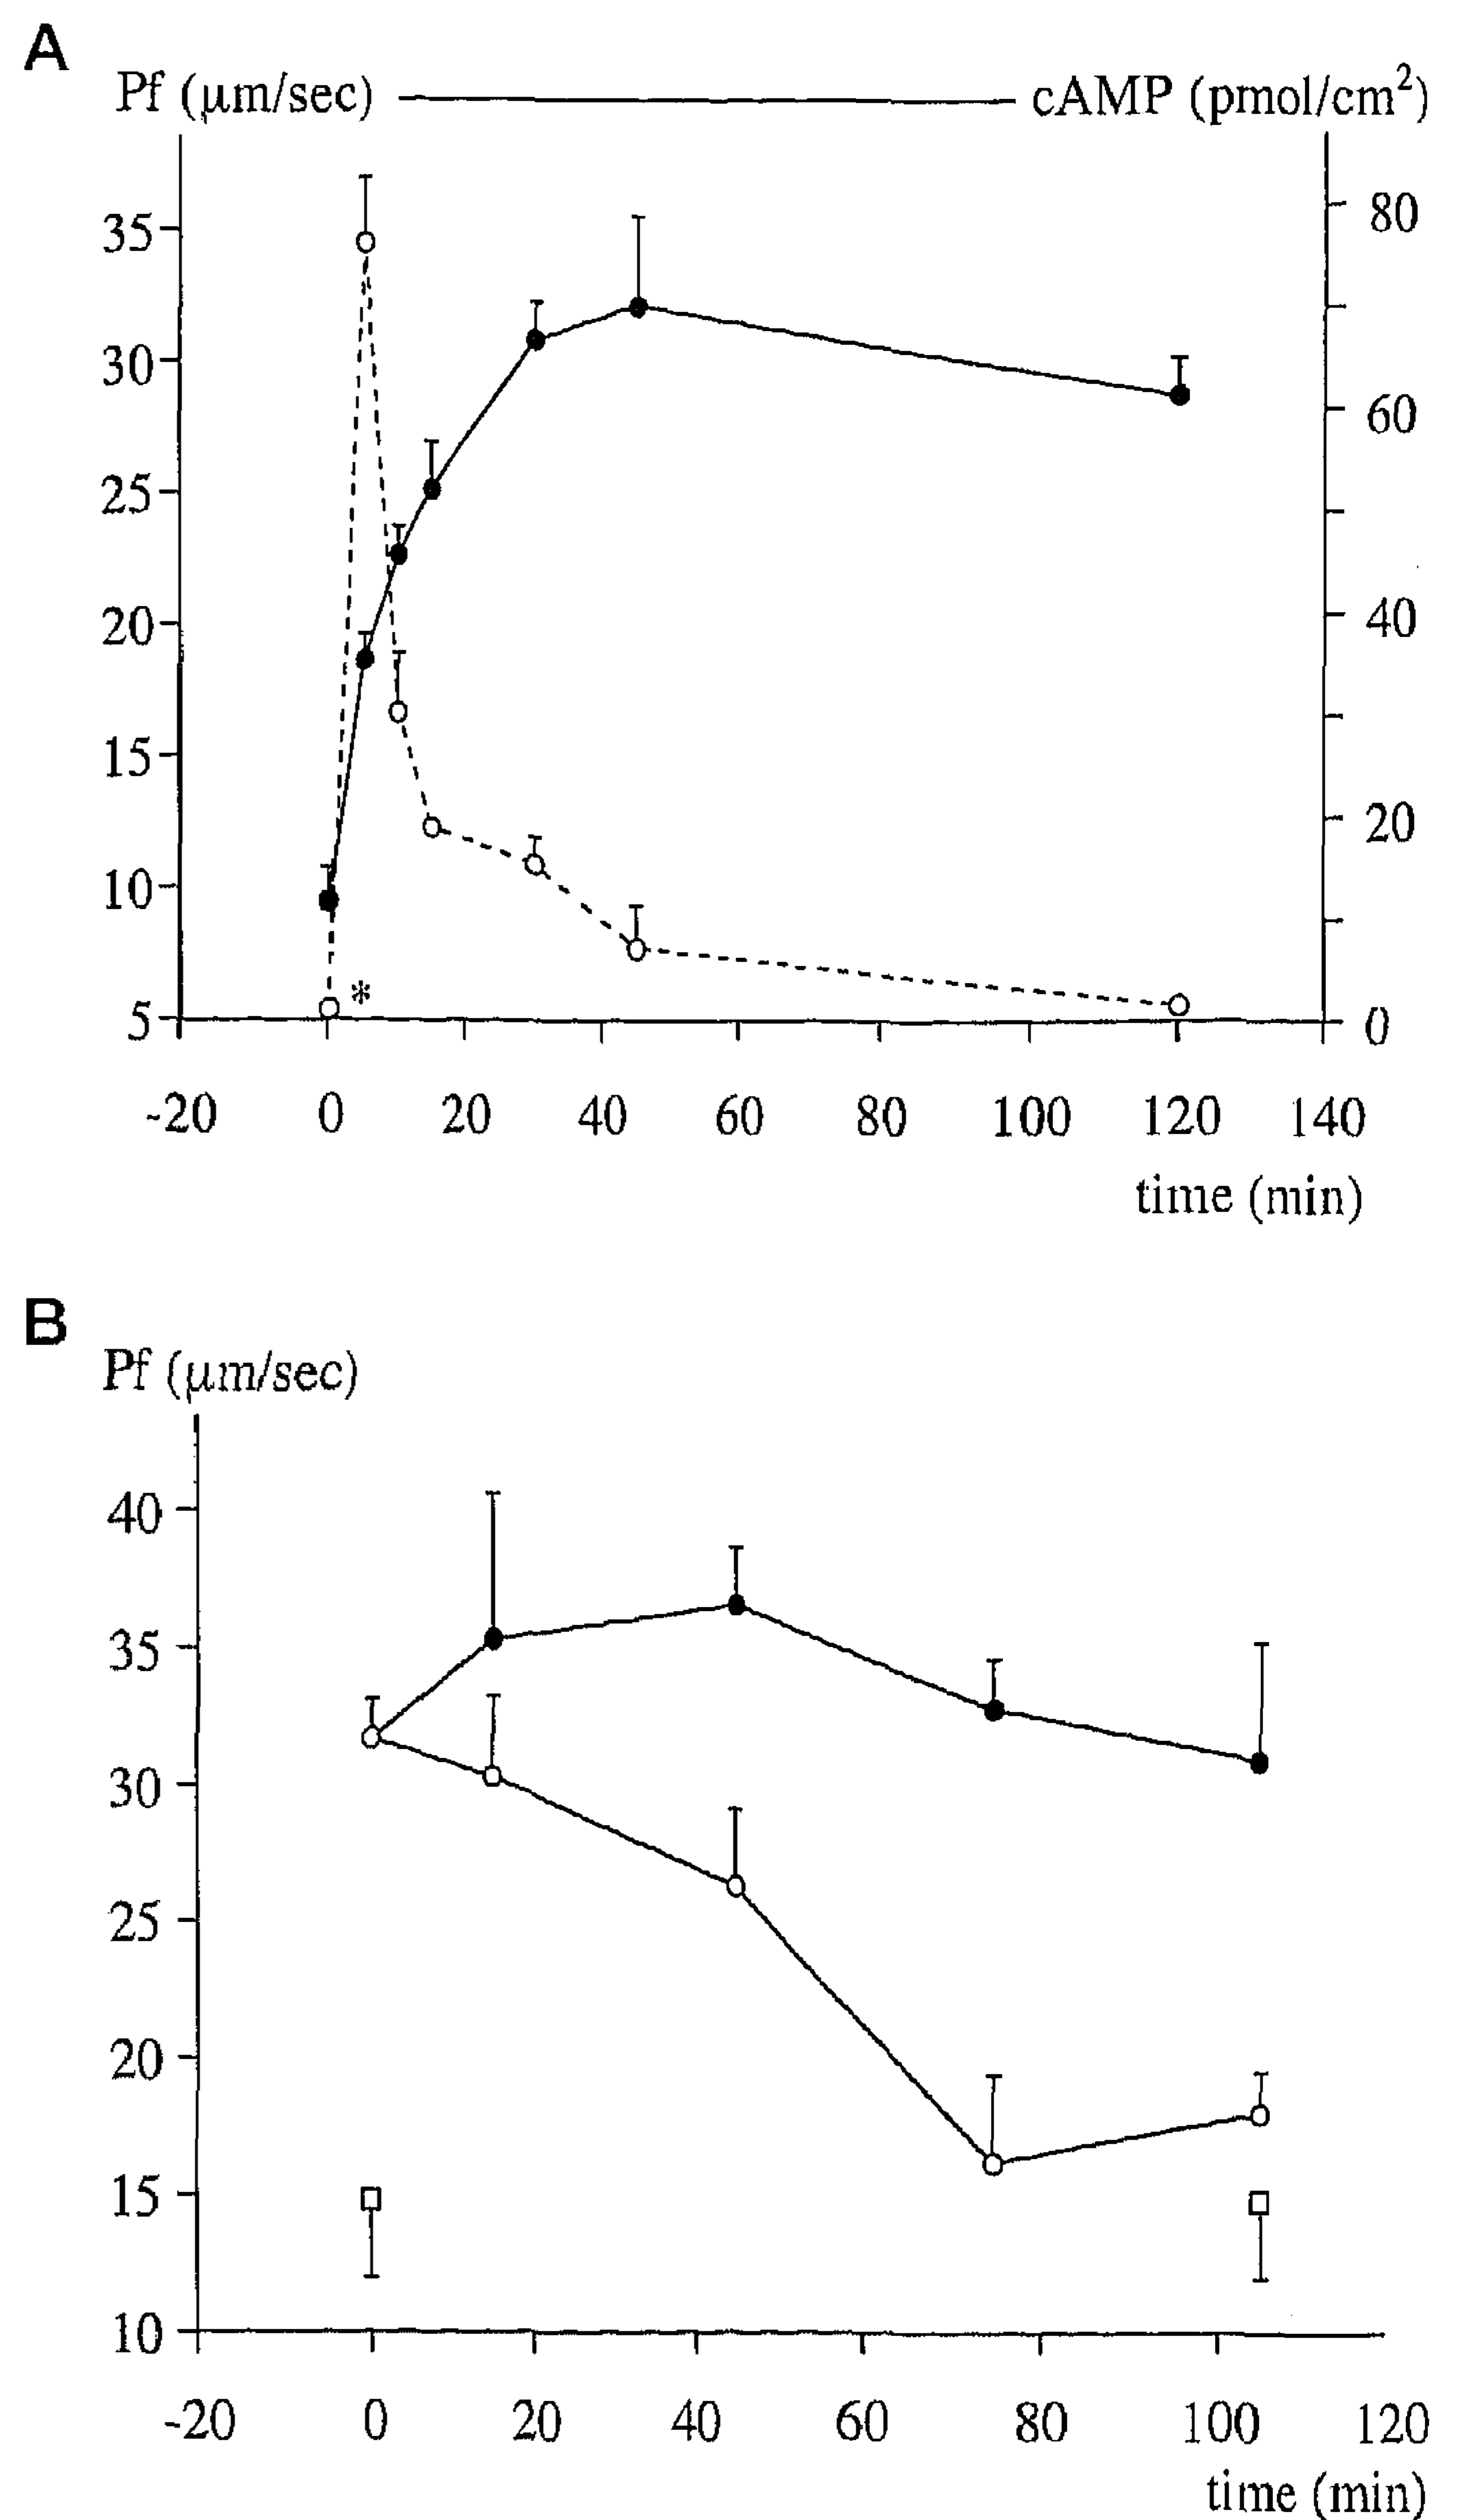 A
Pf (μm/sec) cAMP (pmol/cm²)
35 80
30
60
25
20 40
15
20
10
*
5 0
-20 0 20 40 60 80 100 120 140
time (min)
B
Pf (μm/sec)
40
35
30
25
20
15
10
-20 0 20 40 60 80 100 120
time (min)